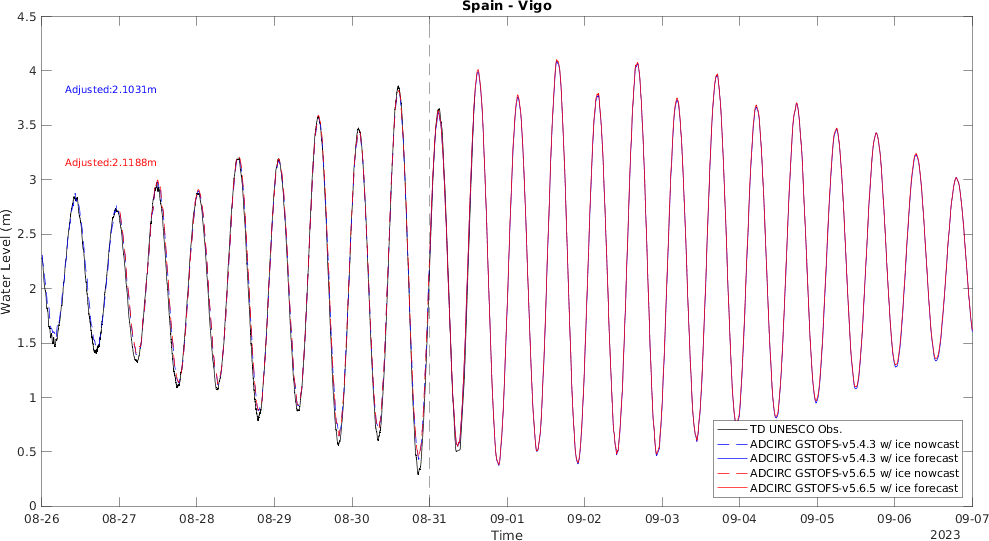 Spain - Vigo
4.5
4
3.5
3
2.5
2
1.5
1
0.5
0
Water Level (m)
Adjusted:2.1031m
Adjusted:2.1188m
TD UNESCO Obs.
ADCIRC GSTOFS-v5.4.3 w/ ice nowcast
ADCIRC GSTOFS-v5.4.3 w/ ice forecast
ADCIRC GSTOFS-v5.6.5 w/ ice nowcast
ADCIRC GSTOFS-v5.6.5 w/ ice forecast
08-26 08-27 08-28 08-29 08-30 08-31 09-01 09-02 09-03 09-04 09-05 09-06 09-07
Time
2023